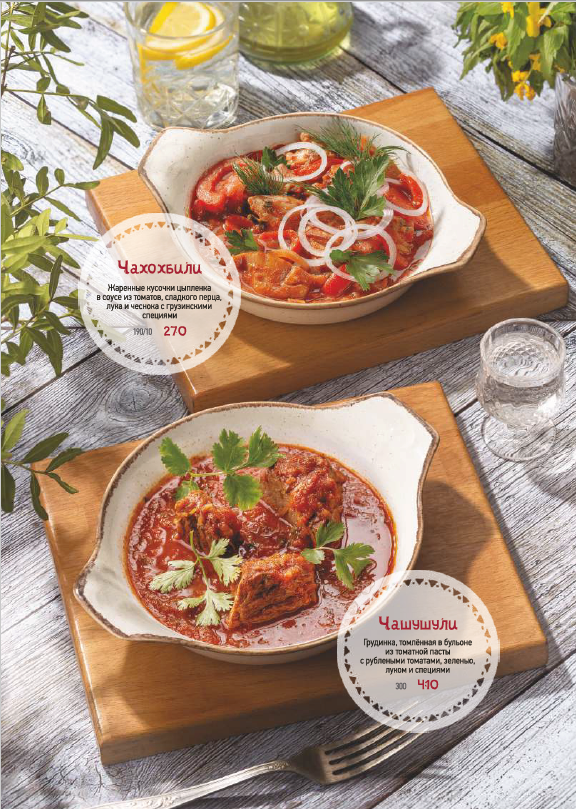 Чахохбили
Жаренные кусочки цыпленка
в соусе из томатов, сладкого перца,
лука и чеснока с грузинскими
специями
190/10 270
Чашушули
Грудинка, томлённая в бульоне
из томатной пасты
с рублеными томатами, зеленью,
луком и специями
300 410